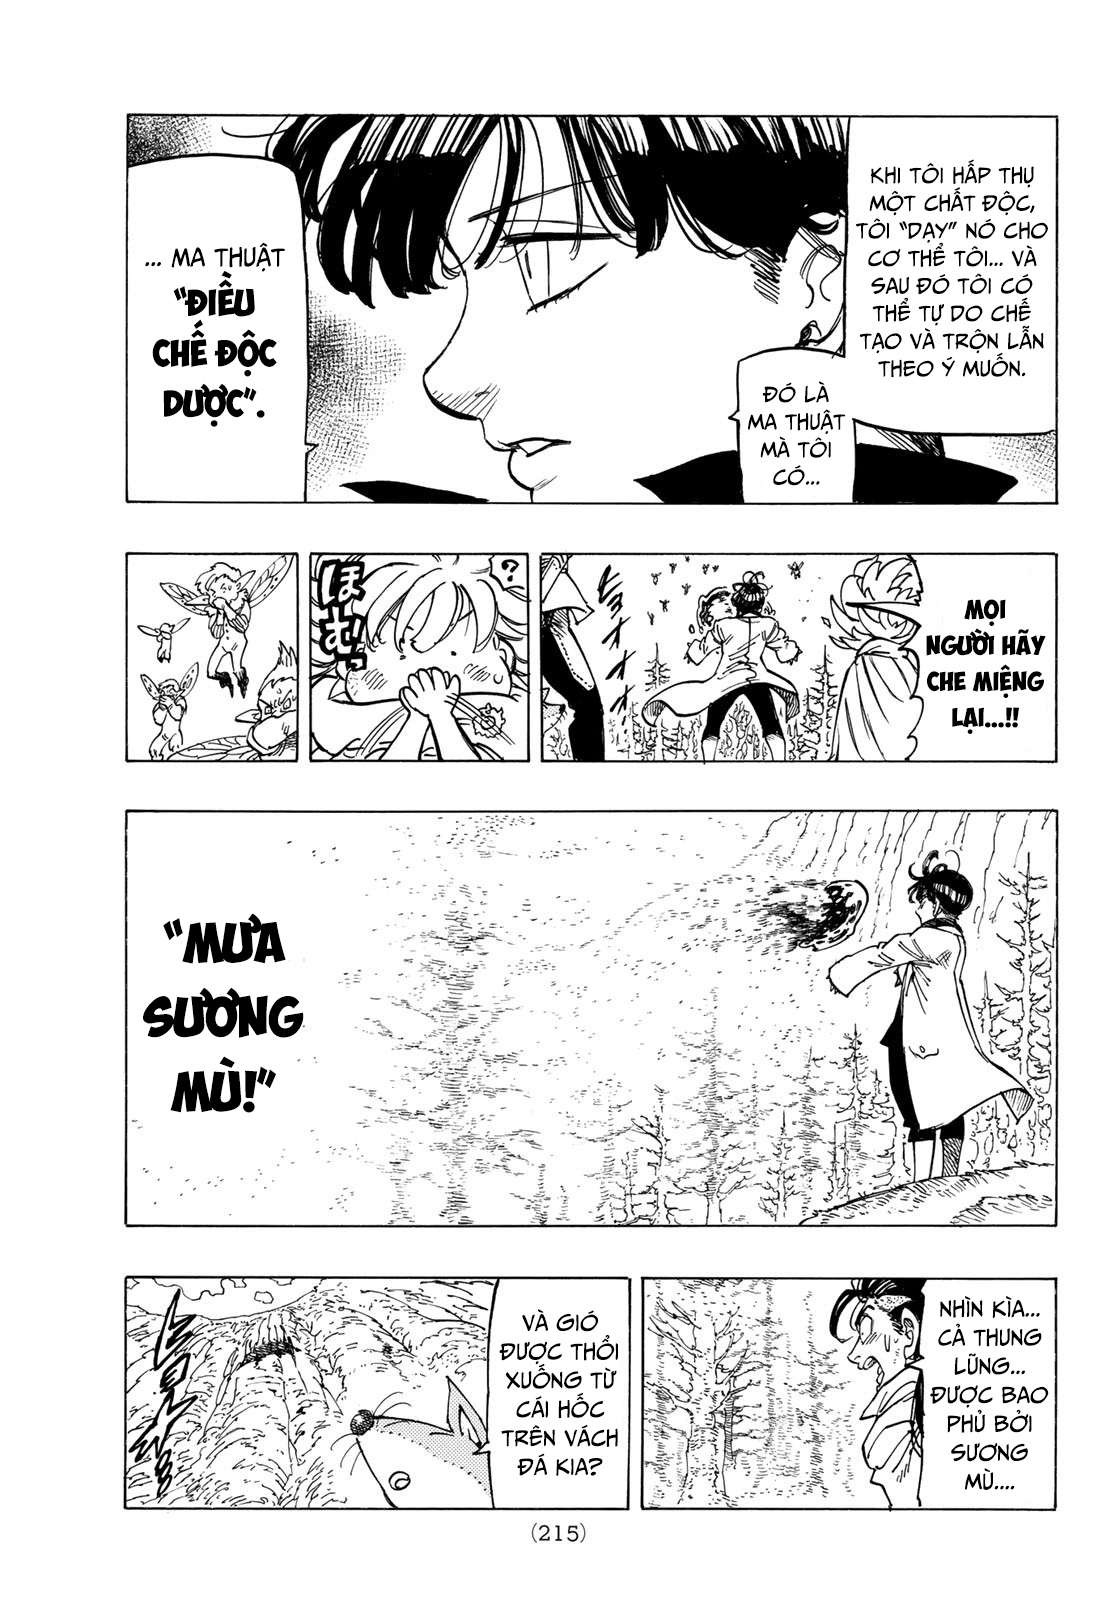 KHI TÔI HẤP THỤ
MỘT CHẤT ĐỘC,
TÔI “DẠY” NÓ CHO
CƠ THỂ TÔI... VÀ
SAU ĐÓ TÔI CÓ
THỂ TỰ DO CHẾ
TẠO VÀ TRỘN LẪN
THEO Ý MUỐN.
ĐÓ LÀ
MA THUẬT
MÀ TÔI
CÓ...
... MA THUẬT
“ĐIỀU
CHẾ ĐỘC
DƯỢC”.
MỌI
NGƯỜI HÃY
CHE MIỆNG
LẠI...!!
?
ほ
む
っ
“MƯA
SƯƠNG
MÙ!”
NHÌN KÌA...
CẢ THUNG
LŨNG...
ĐƯỢC BAO
PHỦ BỞI
SƯƠNG
MÙ....
VÀ GIÓ
ĐƯỢC THỔI
XUỐNG TỪ
CÁI HỐC
TRÊN VÁCH
ĐÁ KIA?
(215)